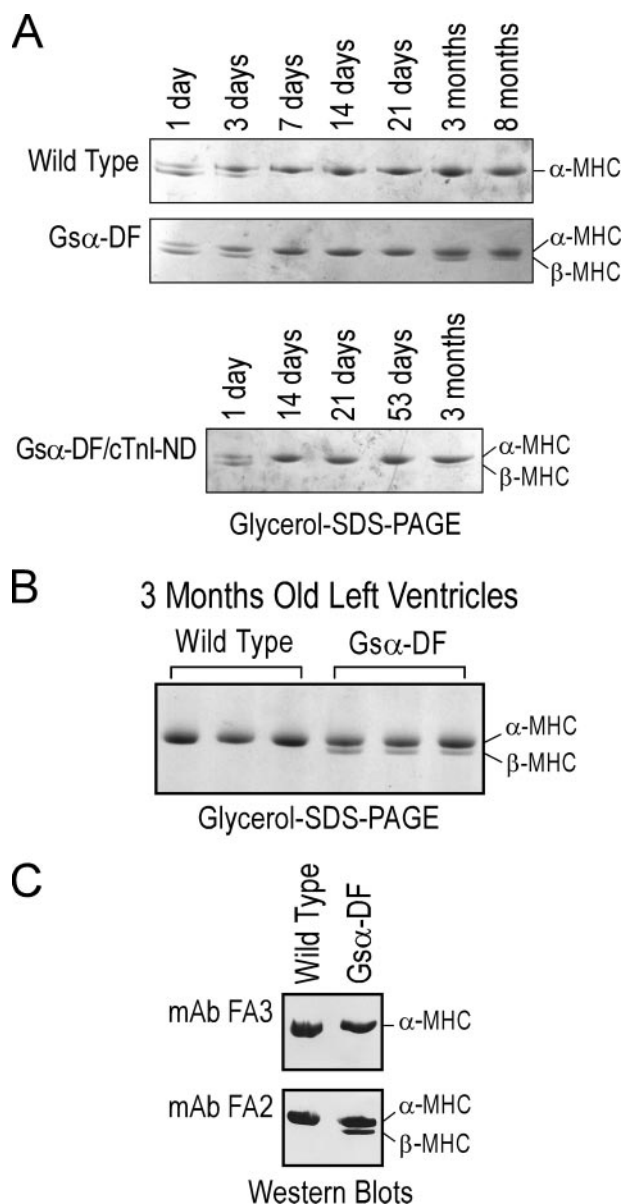 A
1 day
3 days
7 days
14 days
21 days
3 months
8 months
Wild Type
α-MHC
Gsα-DF
α-MHC
β-MHC
1 day
14 days
21 days
53 days
3 months
Gsα-DF/cTnI-ND
α-MHC
β-MHC
Glycerol-SDS-PAGE
B
3 Months Old Left Ventricles
Wild Type
Gsα-DF
α-MHC
β-MHC
Glycerol-SDS-PAGE
C
Wild Type
Gsα-DF
mAb FA3
α-MHC
mAb FA2
α-MHC
β-MHC
Western Blots